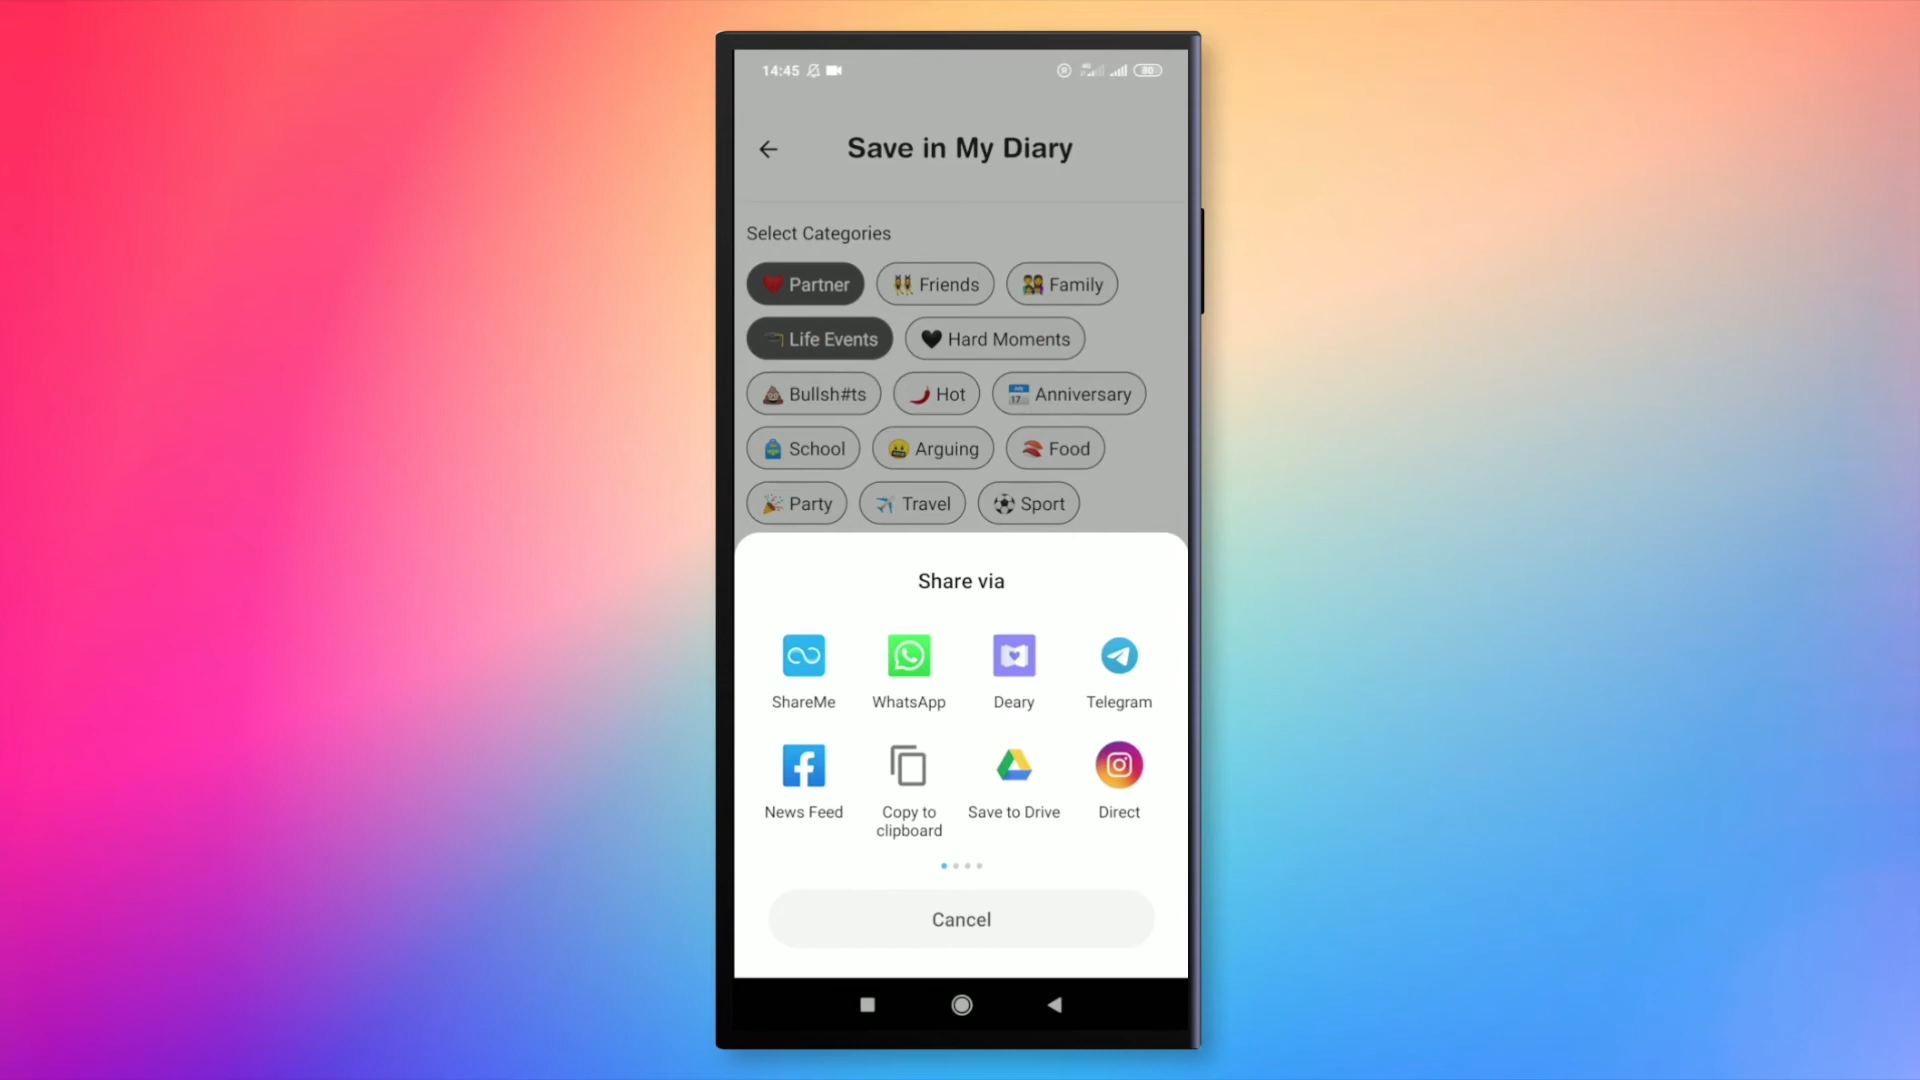 14:45
80
Save in My Diary
Select Categories
Partner
Friends
Family
Life Events
Hard Moments
Bullsh#ts
Hot
Anniversary
School
Arguing
Food
Party
Travel
Sport
Share via
ShareMe
WhatsApp
Deary
Telegram
News Feed
Copy to
clipboard
Save to Drive
Direct
Cancel